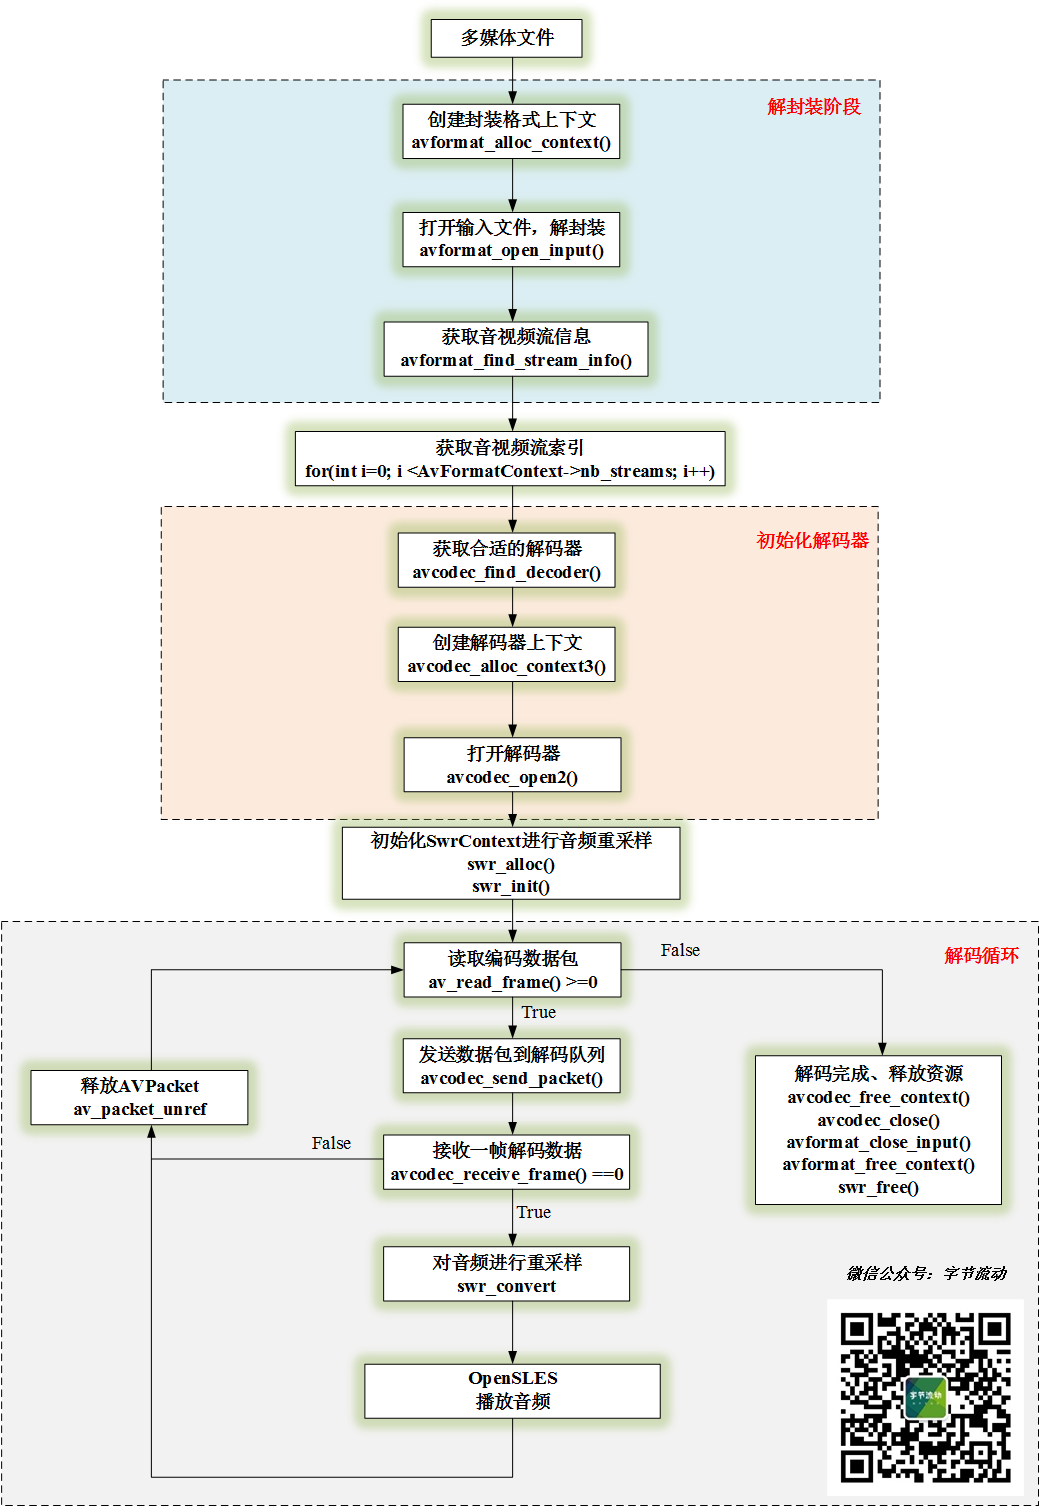 多媒体文件
解封装阶段
创建封装格式上下文
avformat_alloc_context()
打开输入文件，解封装
avformat_open_input()
获取音视频流信息
avformat_find_stream_info()
获取音视频流索引
for(int i=0; i <AvFormatContext->nb_streams; i++)
初始化解码器
获取合适的解码器
avcodec_find_decoder()
创建解码器上下文
avcodec_alloc_context3()
打开解码器
avcodec_open2()
初始化SwrContext进行音频重采样
swr_alloc()
swr_init()
解码循环
读取编码数据包
av_read_frame() >=0
False
True
发送数据包到解码队列
avcodec_send_packet()
释放AVPacket
av_packet_unref
解码完成、释放资源
avcodec_free_context()
avcodec_close()
avformat_close_input()
avformat_free_context()
swr_free()
False
接收一帧解码数据
avcodec_receive_frame() ==0
True
对音频进行重采样
swr_convert
微信公众号：字节流动
OpenSLES
播放音频
字节流动